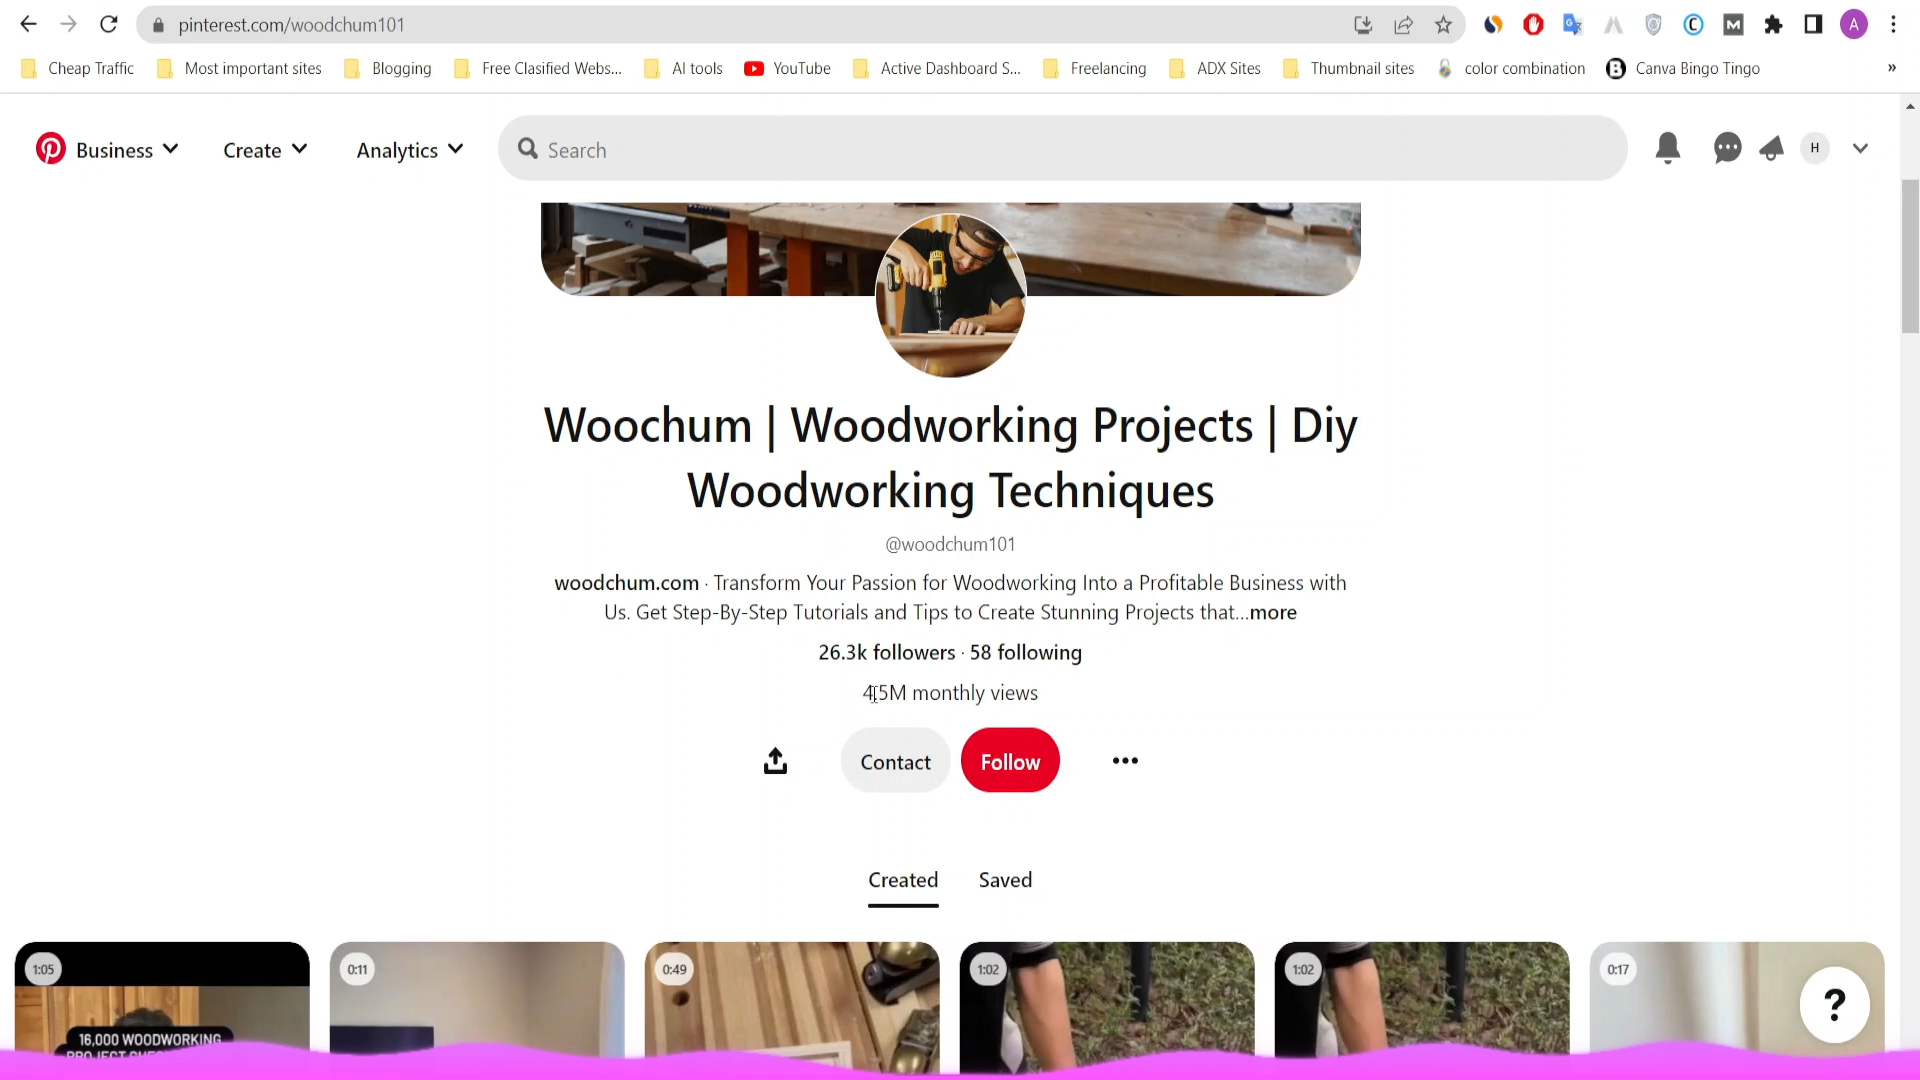 pinterest.com/woodchum101
A
Cheap Traffic
Most important sites
Blogging
Free Clasified Webs...
AI tools
YouTube
Active Dashboard S...
Freelancing
ADX Sites
Thumbnail sites
color combination
B Canva Bingo Tingo
»
Business
Create
Analytics
Search
H
Woochum | Woodworking Projects | Diy
Woodworking Techniques
@woodchum101
woodchum.com · Transform Your Passion for Woodworking Into a Profitable Business with
Us. Get Step-By-Step Tutorials and Tips to Create Stunning Projects that...more
26.3k followers · 58 following
4.5M monthly views
Contact
Follow
Created
Saved
1:05
0:11
0:49
1:02
1:02
0:17
16,000 WOODWORKING
?